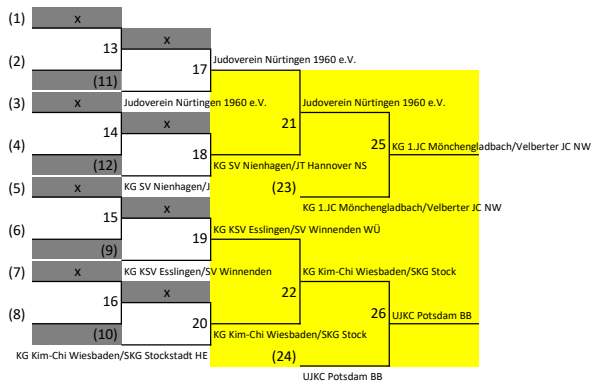 (1)
x
13
x
(2)
Judoverein Nürtingen 1960 e.V.
17
(11)
(3)
x
Judoverein Nürtingen 1960 e.V.
Judoverein Nürtingen 1960 e.V.
14
x
21
(4)
25
KG 1.JC Mönchengladbach/Velberter JC NW
18
(12)
KG SV Nienhagen/JT Hannover NS
(5)
x
KG SV Nienhagen/J
(23)
15
x
KG 1.JC Mönchengladbach/Velberter JC NW
(6)
KG KSV Esslingen/SV Winnenden WÜ
19
(9)
(7)
x
KG KSV Esslingen/SV Winnenden
KG Kim-Chi Wiesbaden/SKG Stock
16
x
22
(8)
26
UJKC Potsdam BB
20
(10)
KG Kim-Chi Wiesbaden/SKG Stock
KG Kim-Chi Wiesbaden/SKG Stockstadt HE
(24)
UJKC Potsdam BB